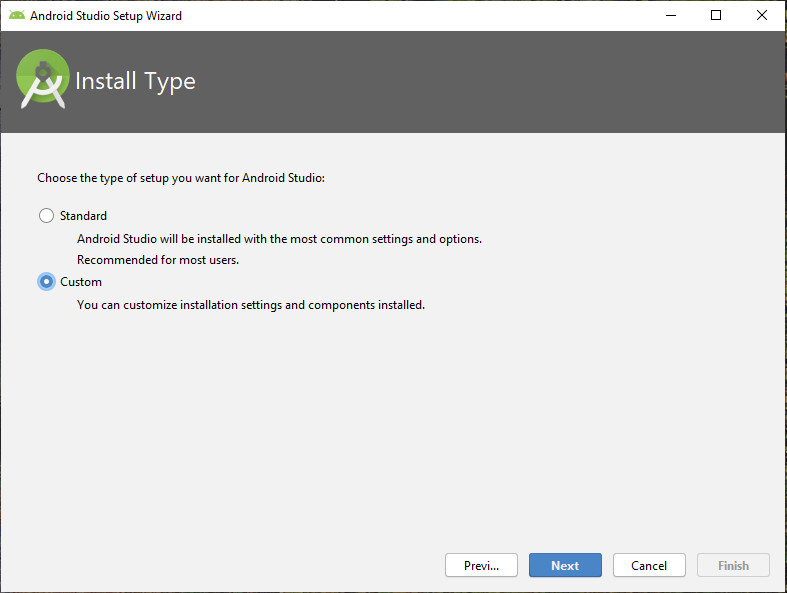 Android Studio Setup Wizard
Install Type
Choose the type of setup you want for Android Studio:
Standard
Android Studio will be installed with the most common settings and options.
Recommended for most users.
Custom
You can customize installation settings and components installed.
Previ... Next Cancel Finish